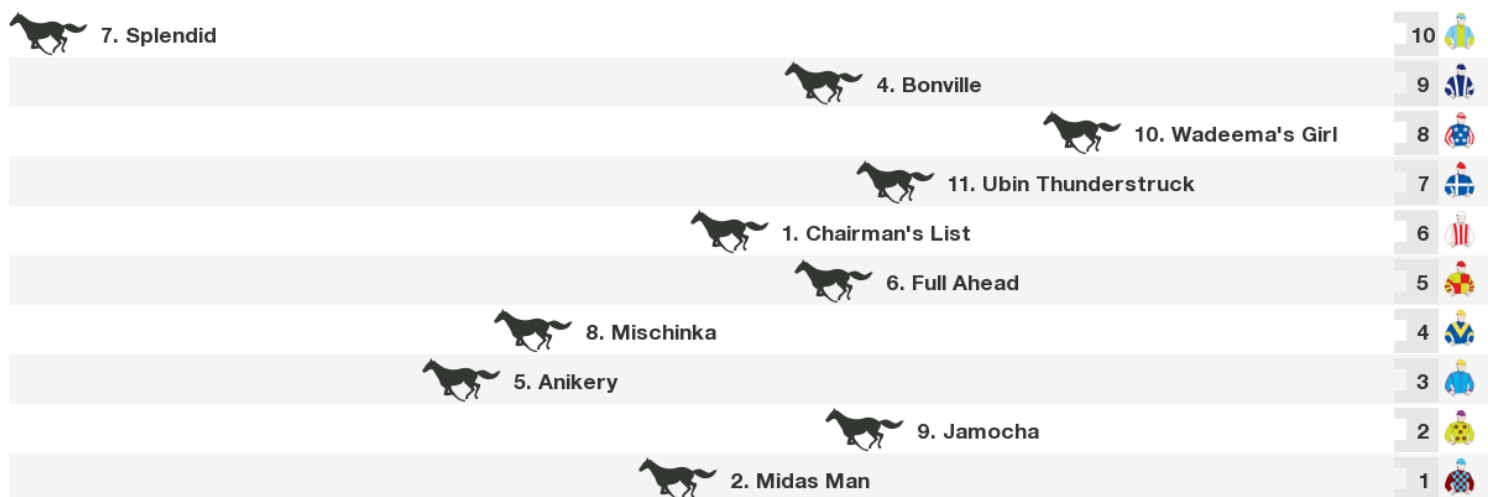 7. Splendid 10
4. Bonville 9
10. Wadeema's Girl 8
11. Ubin Thunderstruck 7
1. Chairman's List 6
6. Full Ahead 5
8. Mischinka 4
5. Anikery 3
9. Jamocha 2
2. Midas Man 1